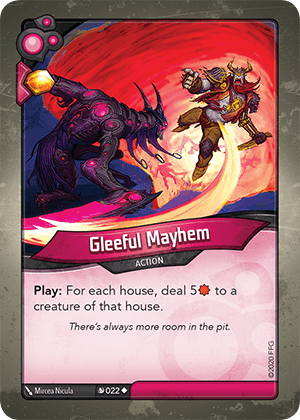 Gleeful Mayhem
ACTION
Play: For each house, deal 5 to a
creature of that house.
There's always more room in the pit.
©2020 FFG
Mircea Nicula
022